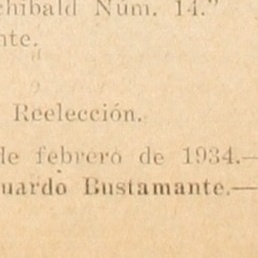 chibald Núm. 14."
nte.
Reelección.
de febrero de 1934.—
uardo Bustamante.—